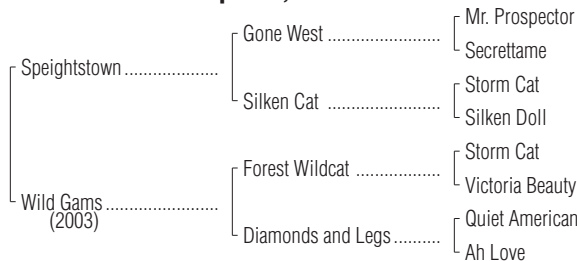 Mr. Prospector
Gone West ........................
Secrettame
Speightstown .....................
Storm Cat
Silken Cat ..........................
Silken Doll
Storm Cat
Forest Wildcat ....................
Victoria Beauty
Wild Gams .........................
(2003)
Quiet American
Diamonds and Legs ..........
Ah Love